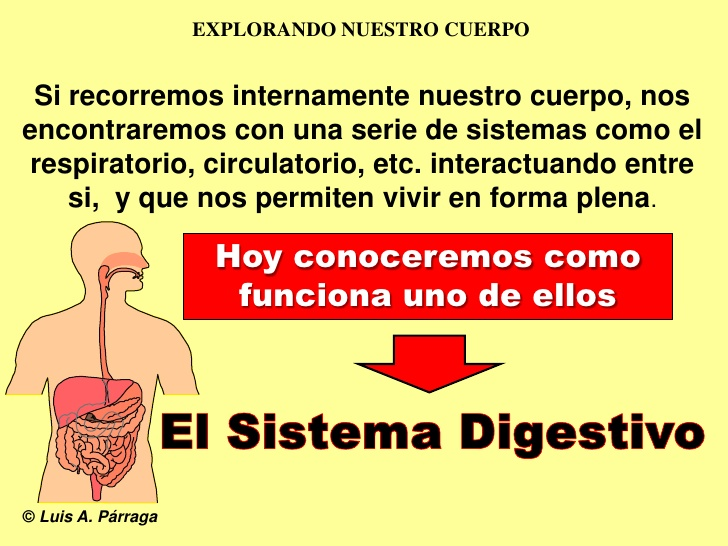 EXPLORANDO NUESTRO CUERPO
Si recorremos internamente nuestro cuerpo, nos
encontraremos con una serie de sistemas como el
respiratorio, circulatorio, etc. interactuando entre
si, y que nos permiten vivir en forma plena.
Hoy conoceremos como
funciona uno de ellos
El Sistema Digestivo
© Luis A. Párraga